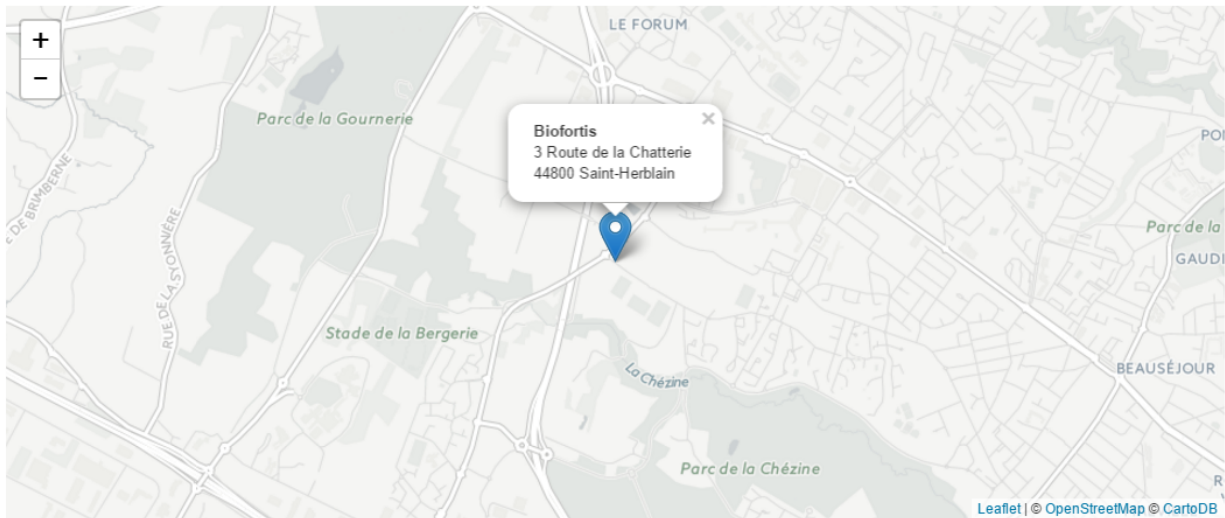 +
−
LE FORUM
Parc de la Gournerie
Biofortis
×
3 Route de la Chatterie
44800 Saint-Herblain
E DE BRIMBERNE
RUE DE LA SYONNIÈRE
Parc de la
GAUDI
Stade de la Bergerie
La Chézine
BEAUSÉJOUR
Parc de la Chézine
Leaflet | © OpenStreetMap © CartoDB